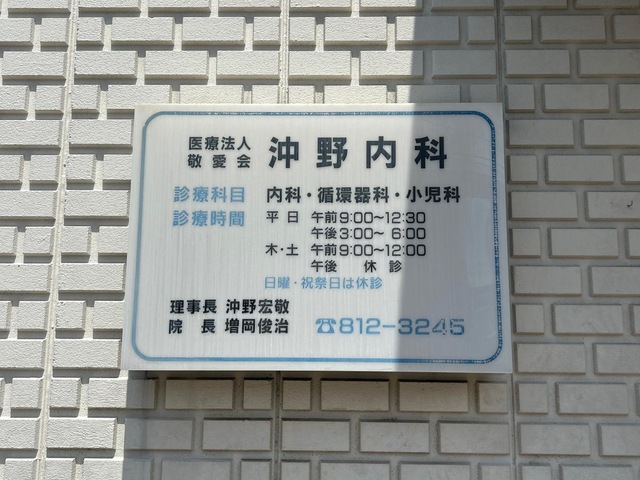 医療法人
敬愛会 沖野内科
診療科目 内科・循環器科・小児科
診療時間 平日 午前9:00〜12:30
午後3:00〜 6:00
木・土 午前9:00〜12:00
午後 休診
日曜・祝祭日は休診
理事長 沖野宏敬
院長 増岡俊治 ☎812-3245